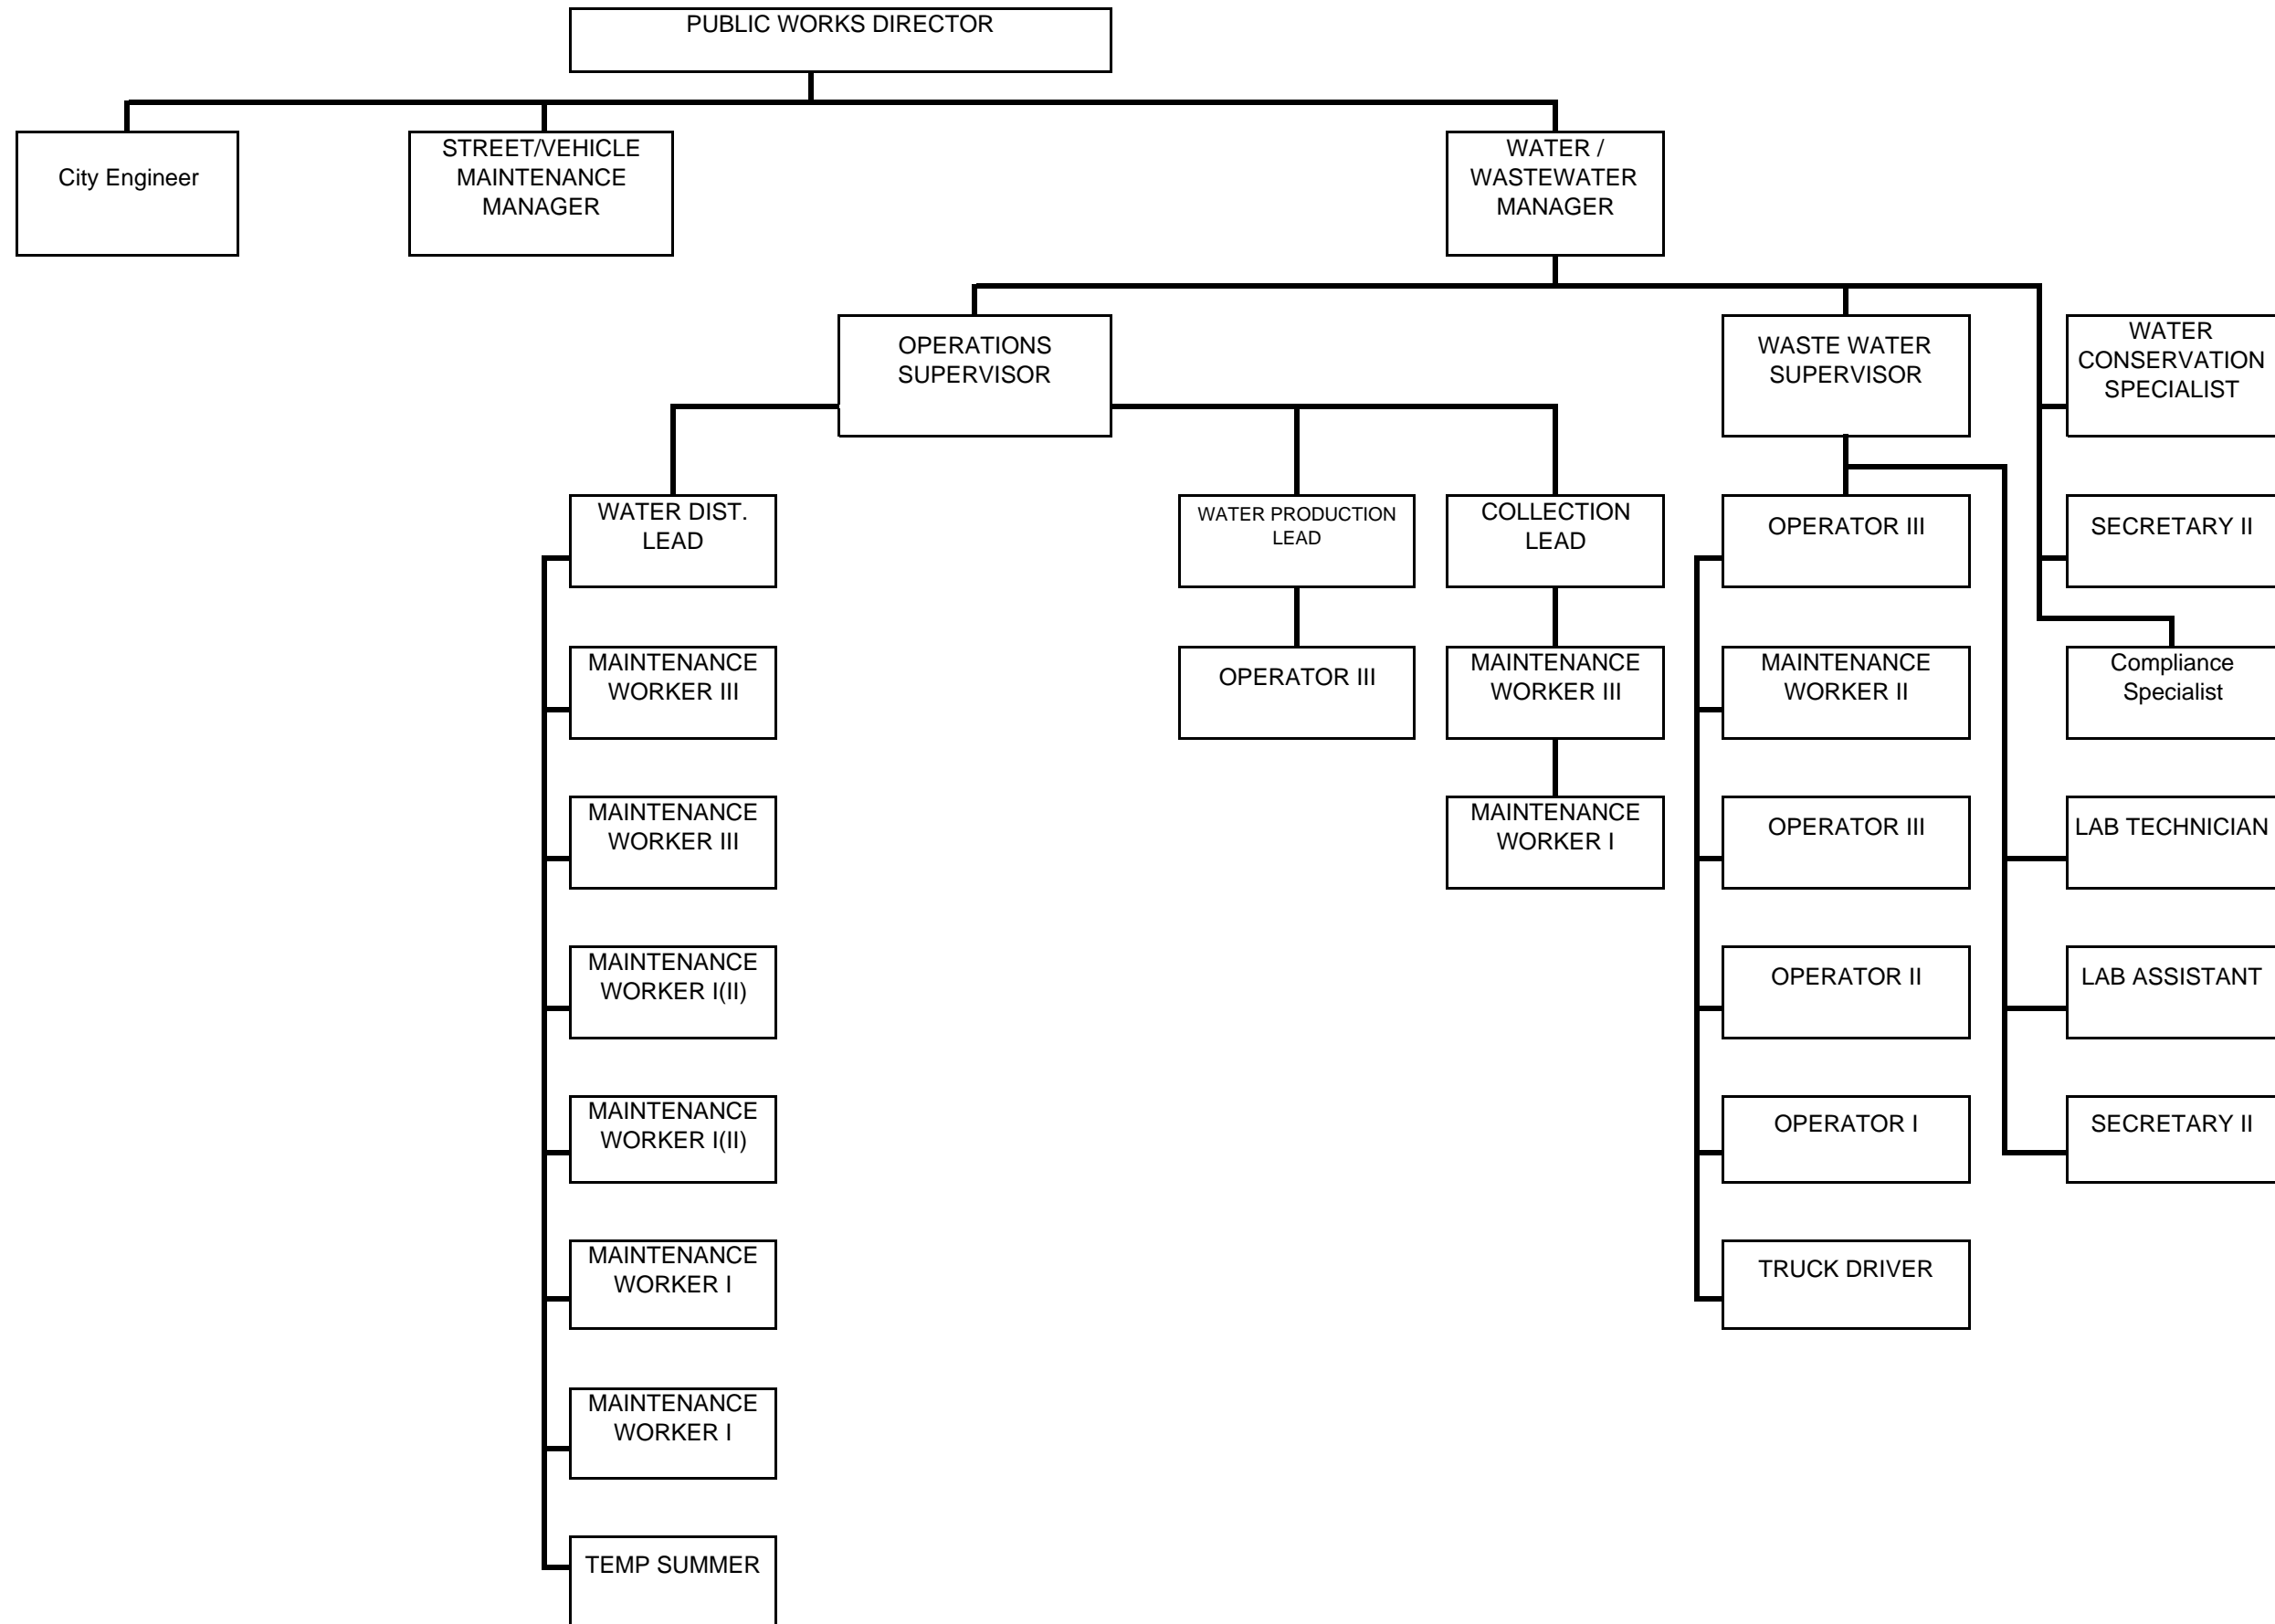 PUBLIC WORKS DIRECTOR
City Engineer
STREET/VEHICLE
MAINTENANCE
MANAGER
WATER /
WASTEWATER
MANAGER
OPERATIONS
SUPERVISOR
WASTE WATER
SUPERVISOR
WATER
CONSERVATION
SPECIALIST
WATER DIST.
LEAD
WATER PRODUCTION
LEAD
COLLECTION
LEAD
OPERATOR III
SECRETARY II
MAINTENANCE
WORKER III
OPERATOR III
MAINTENANCE
WORKER III
MAINTENANCE
WORKER II
Compliance
Specialist
MAINTENANCE
WORKER III
MAINTENANCE
WORKER I
OPERATOR III
LAB TECHNICIAN
MAINTENANCE
WORKER I(II)
OPERATOR II
LAB ASSISTANT
MAINTENANCE
WORKER I(II)
OPERATOR I
SECRETARY II
MAINTENANCE
WORKER I
TRUCK DRIVER
MAINTENANCE
WORKER I
TEMP SUMMER